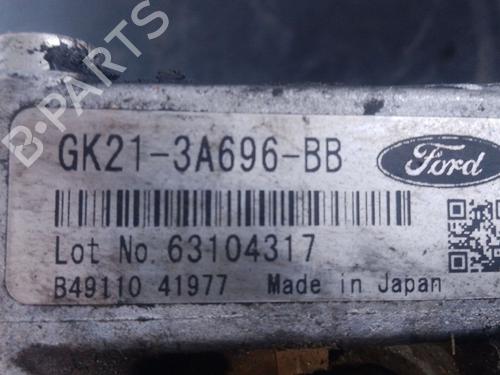 B-PARTS
GK21-3A696-BB
Ford
Lot No. 63104317
B49110 41977 Made in Japan